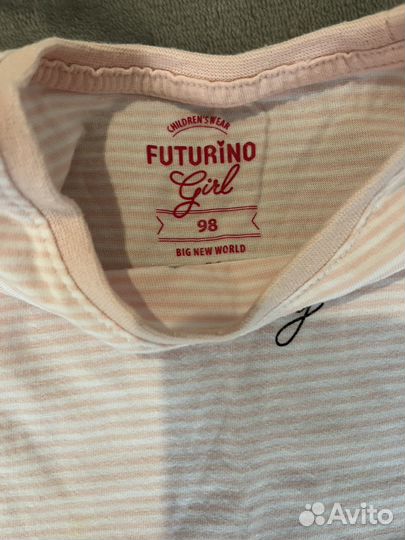 CHILDREN'S WEAR
FUTURINO
Girl
98
BIG NEW WORLD
Avito